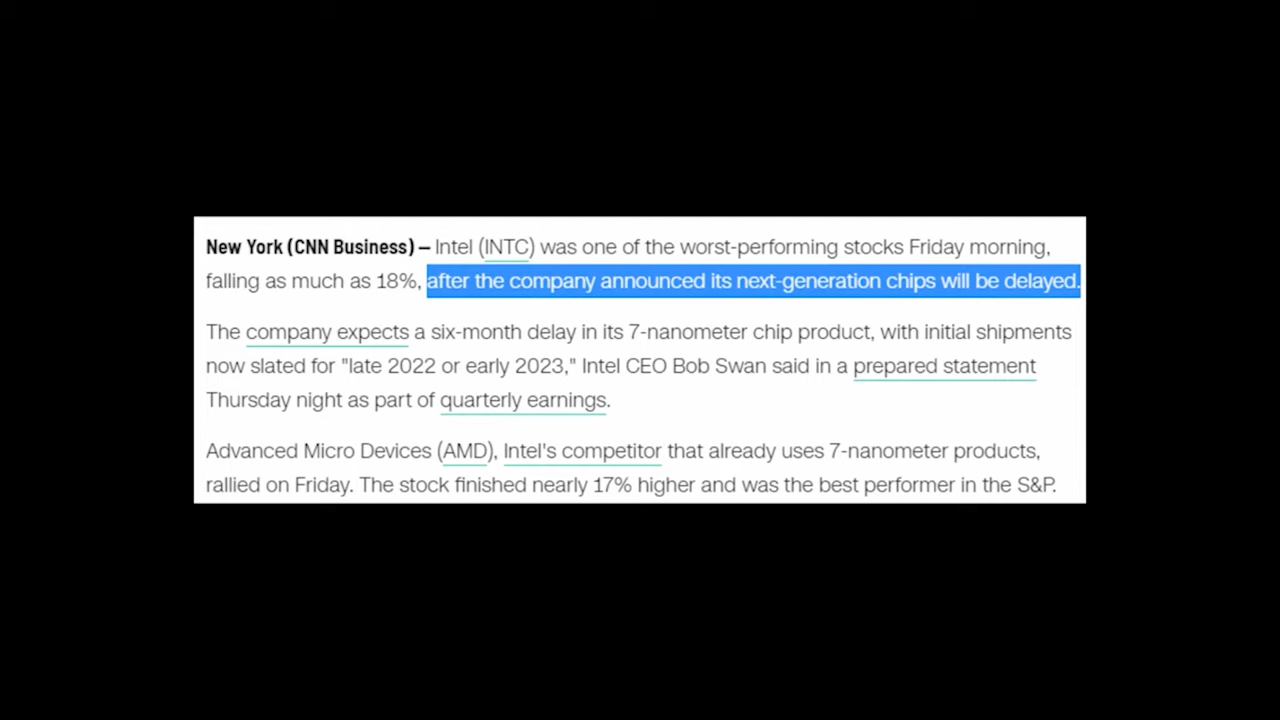 New York (CNN Business) — Intel (INTC) was one of the worst-performing stocks Friday morning,
falling as much as 18%, after the company announced its next-generation chips will be delayed.
The company expects a six-month delay in its 7-nanometer chip product, with initial shipments
now slated for "late 2022 or early 2023," Intel CEO Bob Swan said in a prepared statement
Thursday night as part of quarterly earnings.
Advanced Micro Devices (AMD), Intel's competitor that already uses 7-nanometer products,
rallied on Friday. The stock finished nearly 17% higher and was the best performer in the S&P.